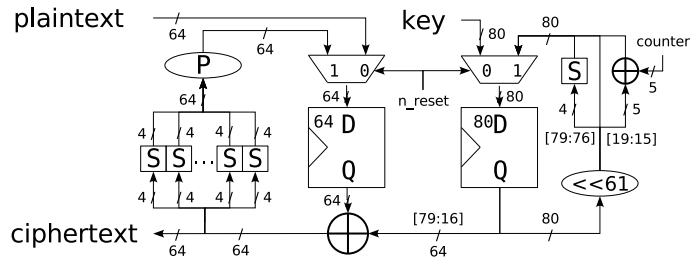 plaintext
64
key
80
80
64
P
1 0
0 1
S
counter
5
n_reset
64
64
80
4
5
[79:76] [19:15]
4 4 4 4
64 D
80 D
S S ... S S
Q
Q
<<61
4 4 4 4
64
[79:16]
80
ciphertext
64
64
64